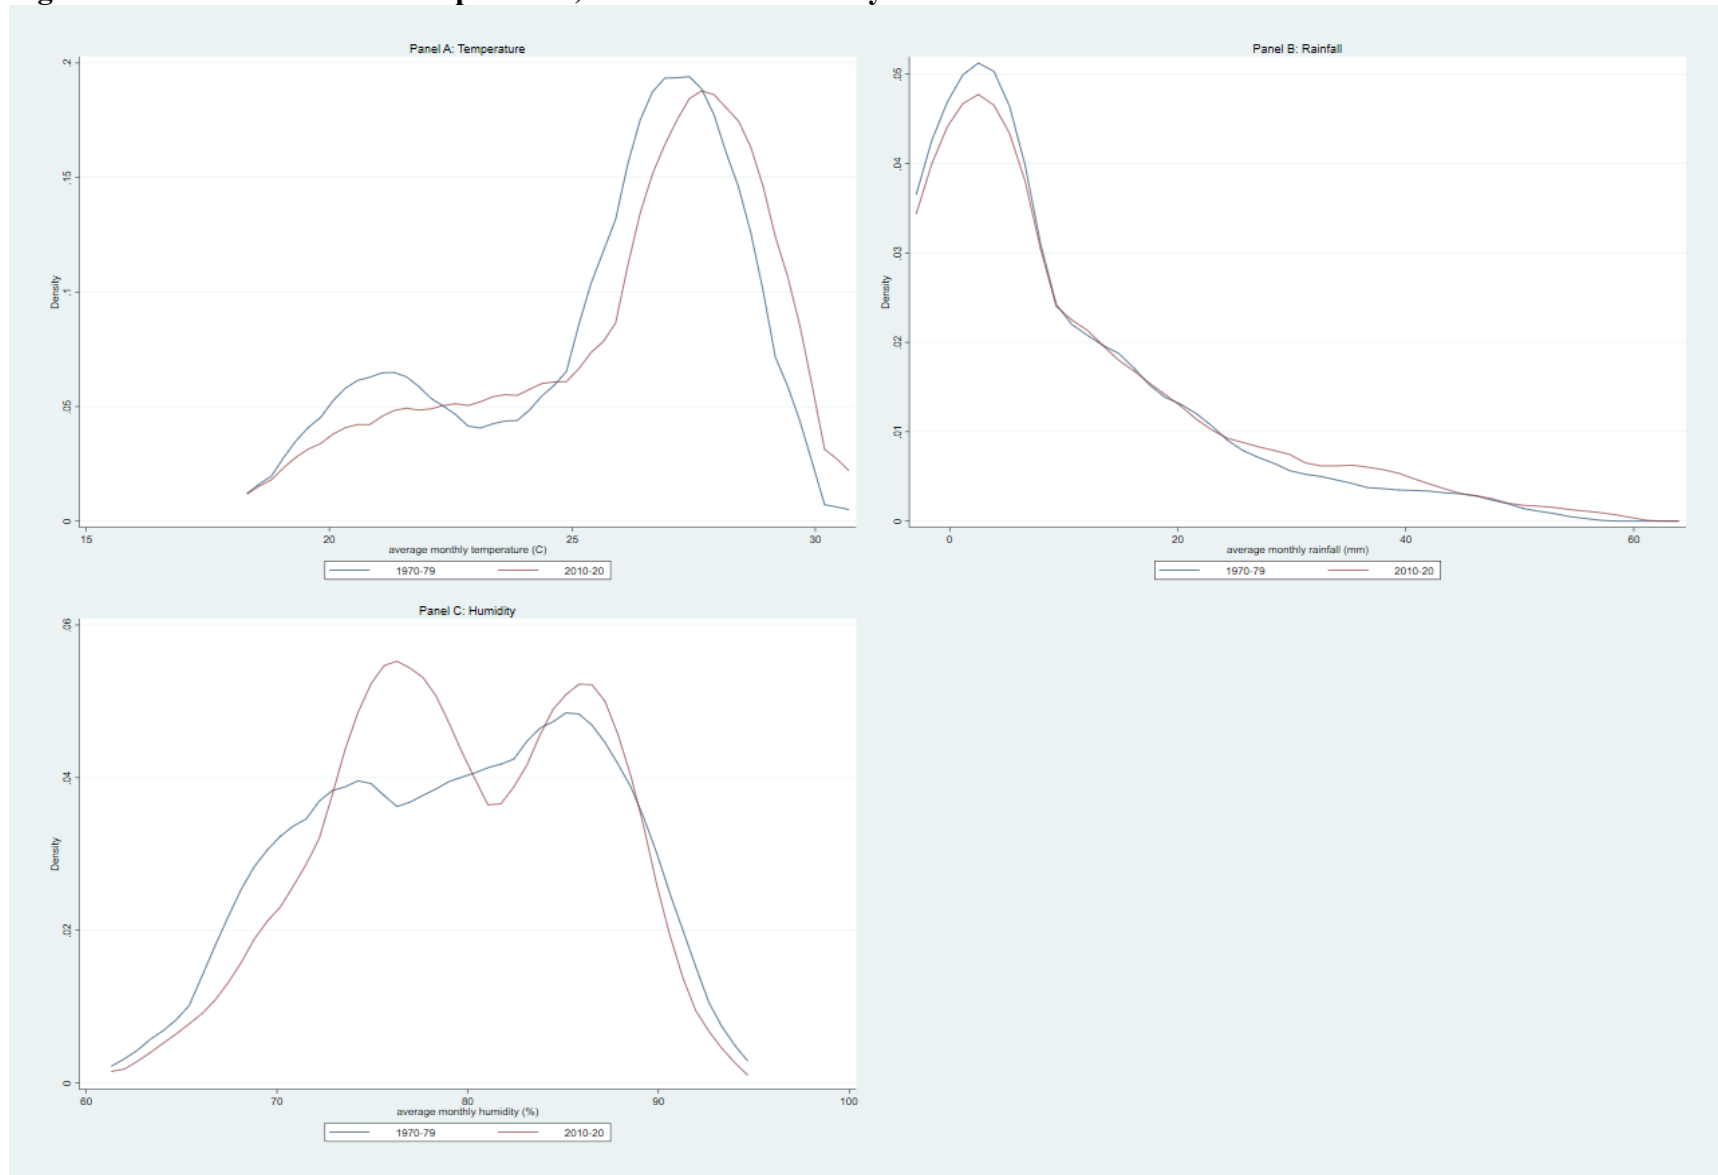 Panel A: Temperature
.2
.15
.1
.05
0
Density
15 20 25 30
average monthly temperature (C)
1970-79 2010-20
Panel B: Rainfall
.05
.04
.03
.02
.01
0
Density
0 20 40 60
average monthly rainfall (mm)
1970-79 2010-20
Panel C: Humidity
.06
.04
.02
0
Density
60 70 80 90 100
average monthly humidity (%)
1970-79 2010-20